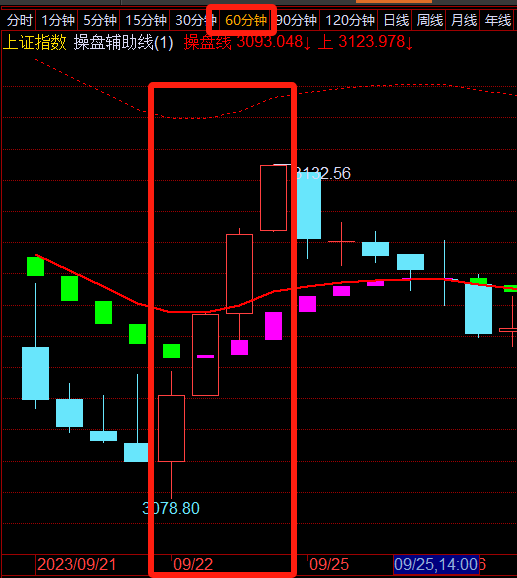 分时 1分钟 5分钟 15分钟 30分钟 60分钟 90分钟 120分钟 日线 周线 月线 年线
上证指数 操盘辅助线(1) 操盘线 3093.048↓ 上 3123.978↓
3132.56
3078.80
2023/09/21 09/22 09/25 09/25,14:00 6